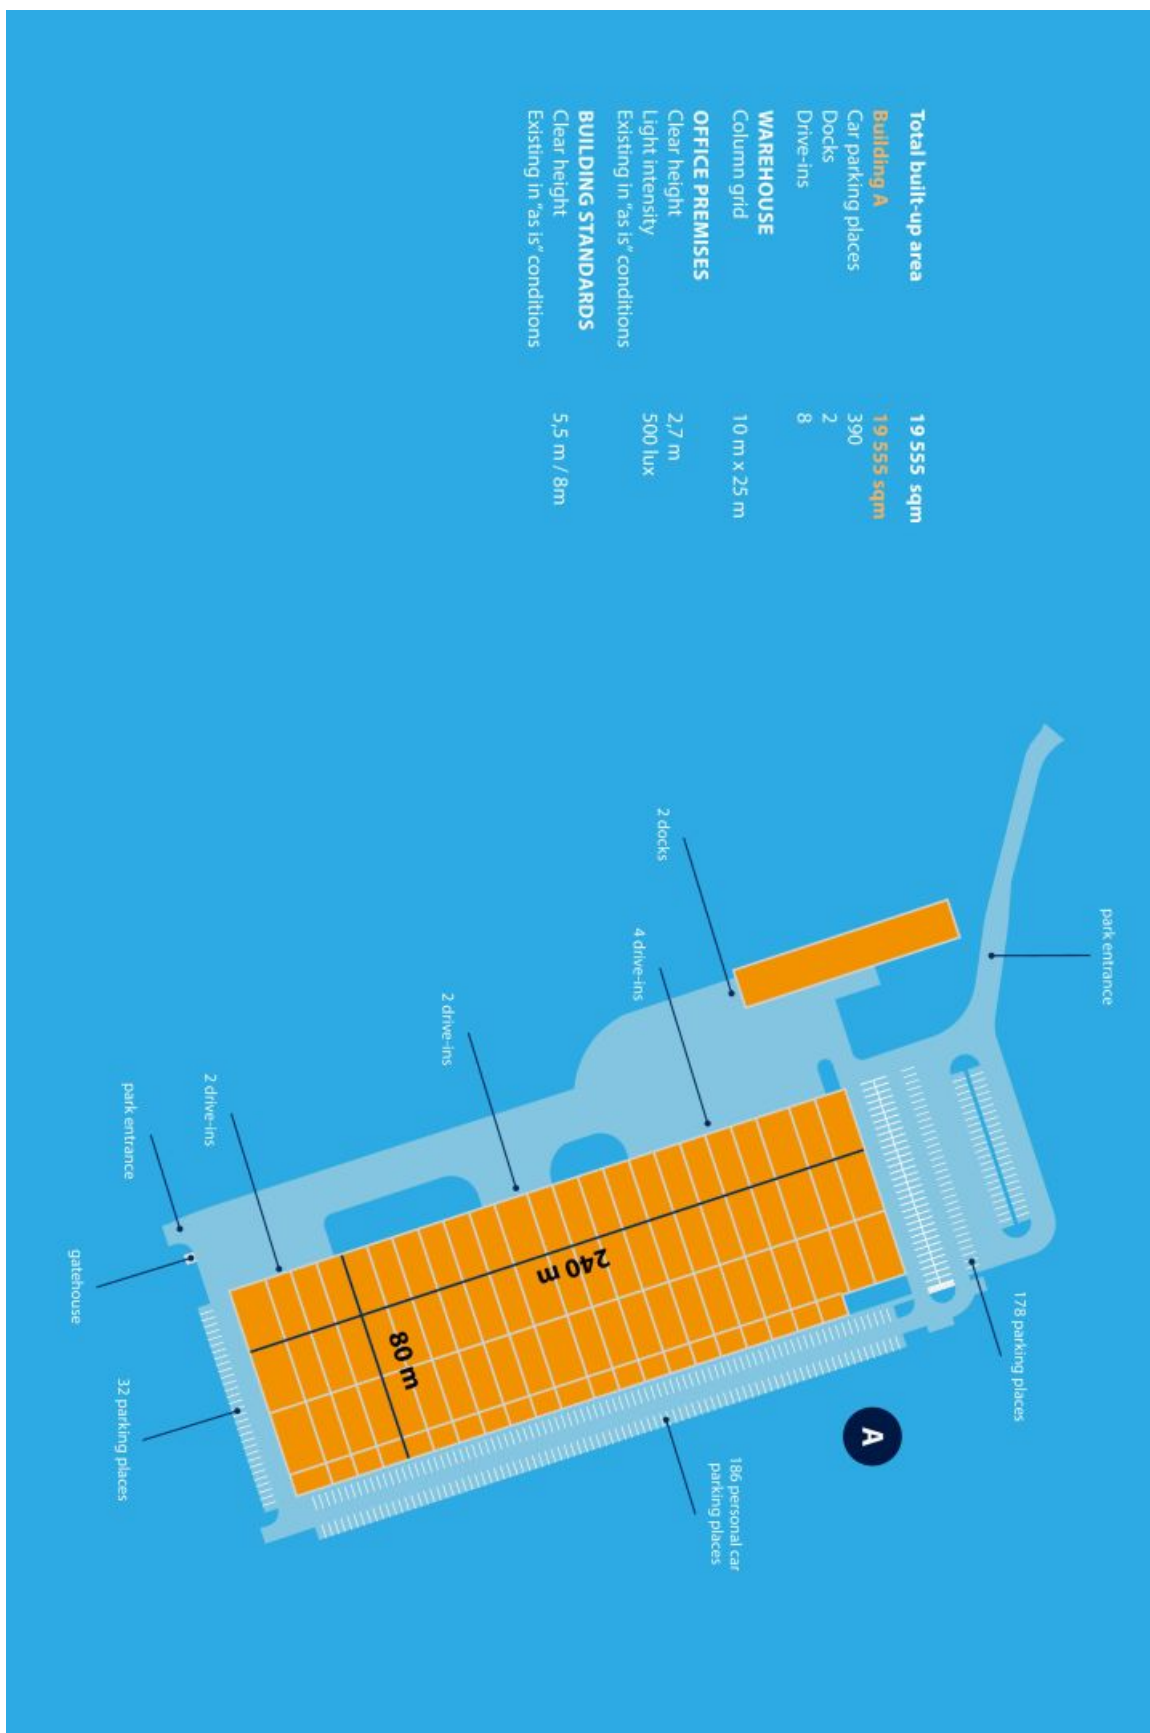 Total built-up area 19 555 sqm
Building A 19 555 sqm
Car parking places 390
Docks 2
Drive-ins 8
WAREHOUSE
Column grid 10 m x 25 m
OFFICE PREMISES
Clear height 2,7 m
Light intensity 500 lux
Existing in "as is" conditions
BUILDING STANDARDS
Clear height 5,5 m / 8m
Existing in "as is" conditions
park entrance
2 docks
4 drive-ins
2 drive-ins
2 drive-ins
park entrance
gatehouse
240 m
80 m
178 parking places
A
32 parking places
186 personal car
parking places